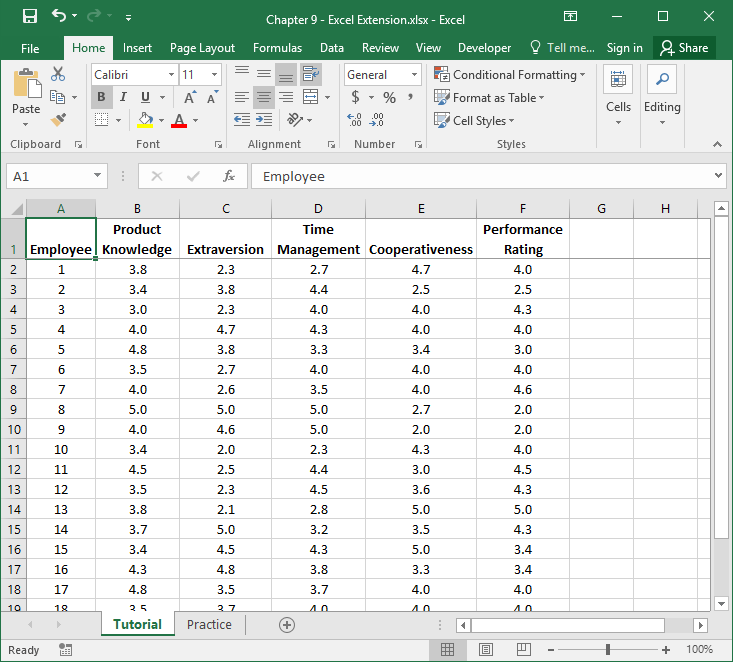 Chapter 9 - Excel Extension.xlsx - Excel
File Home Insert Page Layout Formulas Data Review View Developer Tell me... Sign in Share
Calibri 11 General Conditional Formatting
Paste B I U A A $ % , Format as Table Cells Editing
A .00 .00 Cell Styles
Clipboard Font Alignment Number Styles
A1 fx Employee
A B C D E F G H
Product Time Performance
1 Employee Knowledge Extraversion Management Cooperativeness Rating
2 1 3.8 2.3 2.7 4.7 4.0
3 2 3.4 3.8 4.4 2.5 2.5
4 3 3.0 2.3 4.0 4.0 4.3
5 4 4.0 4.7 4.3 4.0 4.0
6 5 4.8 3.8 3.3 3.4 3.0
7 6 3.5 2.7 4.0 4.0 4.0
8 7 4.0 2.6 3.5 4.0 4.6
9 8 5.0 5.0 5.0 2.7 2.0
10 9 4.0 4.6 5.0 2.0 2.0
11 10 3.4 2.0 2.3 4.3 4.0
12 11 4.5 2.5 4.4 3.0 4.5
13 12 3.5 2.3 4.5 3.6 4.3
14 13 3.8 2.1 2.8 5.0 5.0
15 14 3.7 5.0 3.2 3.5 4.3
16 15 3.4 4.5 4.3 5.0 3.4
17 16 4.3 4.8 3.8 3.3 3.4
18 17 4.8 3.5 3.7 4.0 4.0
19 18 3.5 3.7 4.0 4.0 4.0
Tutorial Practice
Ready 100%